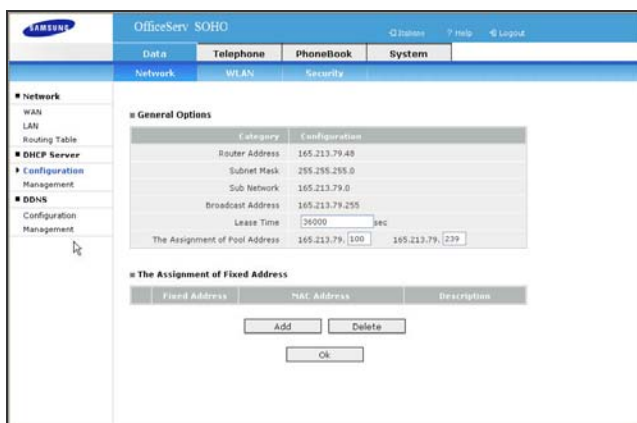 SAMSUNG
OfficeServ SOHO
? Help
Logout
Data Telephone PhoneBook System
Network WLAN Security
Network
WAN
LAN
Routing Table
DHCP Server
Configuration
Management
DDNS
Configuration
Management
General Options
Category Configuration
Router Address 165.213.79.48
Subnet Mask 255.255.255.0
Sub Network 165.213.79.0
Broadcast Address 165.213.79.255
Lease Time 36000 sec
The Assignment of Pool Address 165.213.79. 100 165.213.79. 239
The Assignment of Fixed Address
Fixed Address MAC Address Description
Add Delete
Ok